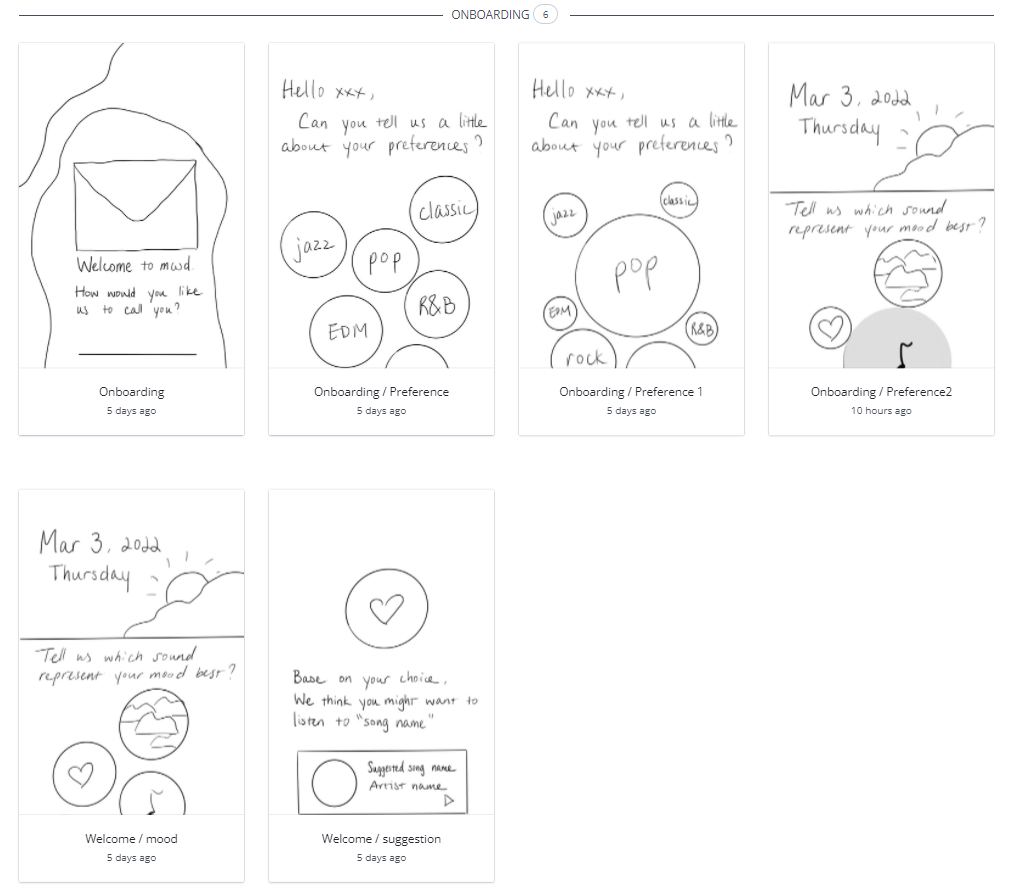 ONBOARDING 6
Welcome to mwd.
How would you like
us to call you?
Onboarding
5 days ago
Hello xxx,
Can you tell us a little
about your preferences?
classic
jazz
pop
R&B
EDM
Onboarding / Preference
5 days ago
Hello xxx,
Can you tell us a little
about your preferences?
jazz
classic
pop
EDM
R&B
rock
Onboarding / Preference 1
5 days ago
Mar 3, 2022
Thursday
Tell us which sound
represent your mood best?
Onboarding / Preference2
10 hours ago
Mar 3, 2022
Thursday
Tell us which sound
represent your mood best?
Welcome / mood
5 days ago
Base on your choice,
We think you might want to
listen to "song name"
Suggested song name
Artist name
Welcome / suggestion
5 days ago